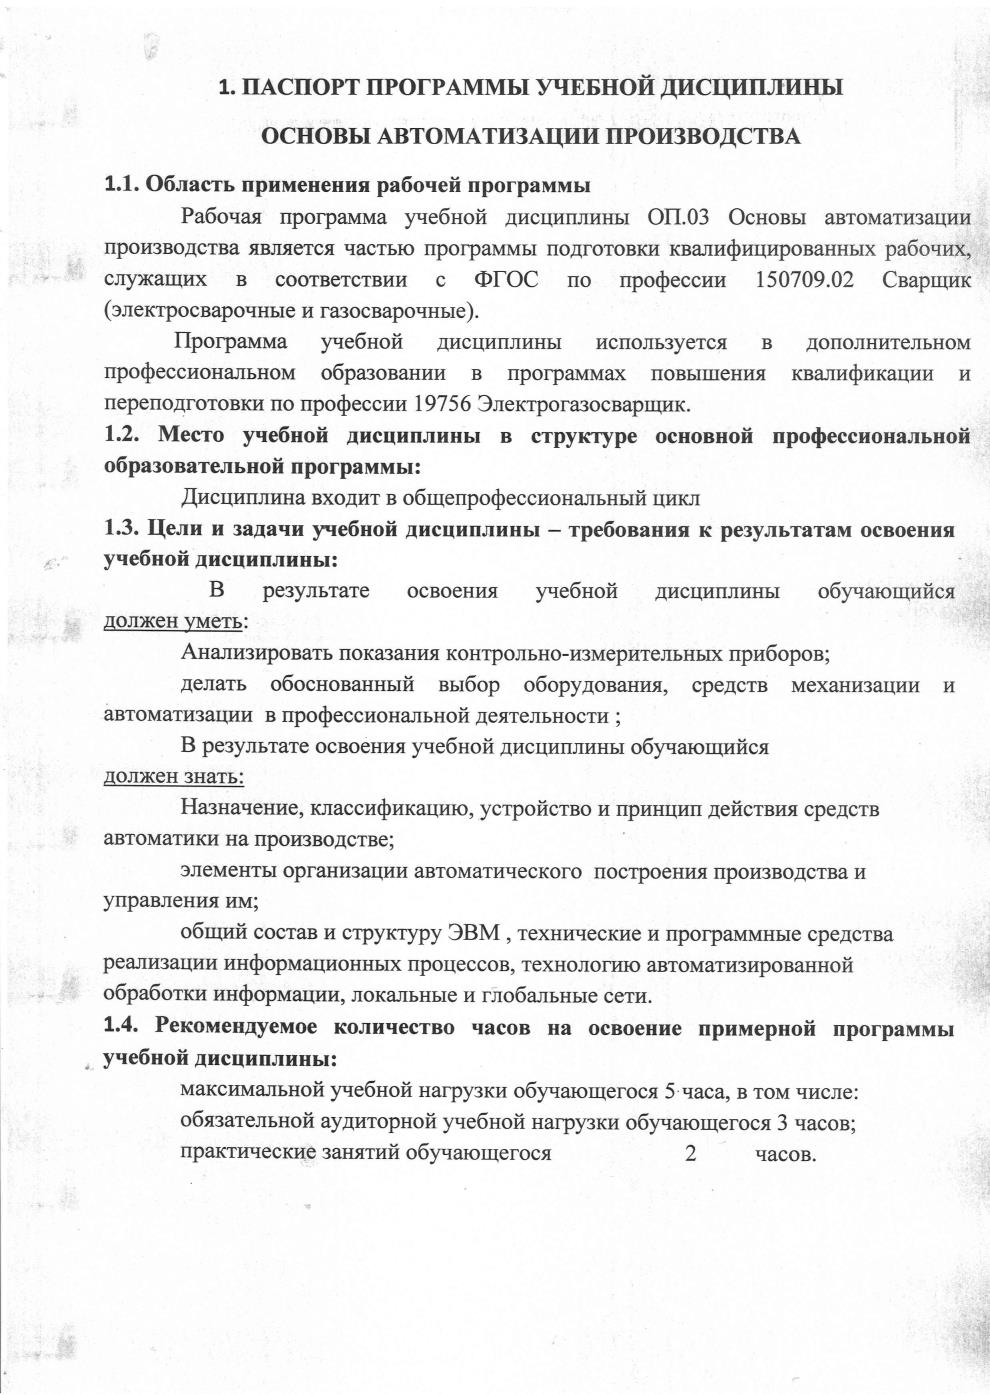 1. ПАСПОРТ ПРОГРАММЫ УЧЕБНОЙ ДИСЦИПЛИНЫ
ОСНОВЫ АВТОМАТИЗАЦИИ ПРОИЗВОДСТВА
1.1. Область применения рабочей программы
Рабочая программа учебной дисциплины ОП.03 Основы автоматизации
производства является частью программы подготовки квалифицированных рабочих,
служащих в соответствии с ФГОС по профессии 150709.02 Сварщик
(электросварочные и газосварочные).
Программа учебной дисциплины используется в дополнительном
профессиональном образовании в программах повышения квалификации и
переподготовки по профессии 19756 Электрогазосварщик.
1.2. Место учебной дисциплины в структуре основной профессиональной
образовательной программы:
Дисциплина входит в общепрофессиональный цикл
1.3. Цели и задачи учебной дисциплины – требования к результатам освоения
учебной дисциплины:
В результате освоения учебной дисциплины обучающийся
должен уметь:
Анализировать показания контрольно-измерительных приборов;
делать обоснованный выбор оборудования, средств механизации и
автоматизации в профессиональной деятельности ;
В результате освоения учебной дисциплины обучающийся
должен знать:
Назначение, классификацию, устройство и принцип действия средств
автоматики на производстве;
элементы организации автоматического построения производства и
управления им;
общий состав и структуру ЭВМ , технические и программные средства
реализации информационных процессов, технологию автоматизированной
обработки информации, локальные и глобальные сети.
1.4. Рекомендуемое количество часов на освоение примерной программы
учебной дисциплины:
максимальной учебной нагрузки обучающегося 5 часа, в том числе:
обязательной аудиторной учебной нагрузки обучающегося 3 часов;
практические занятий обучающегося 2 часов.